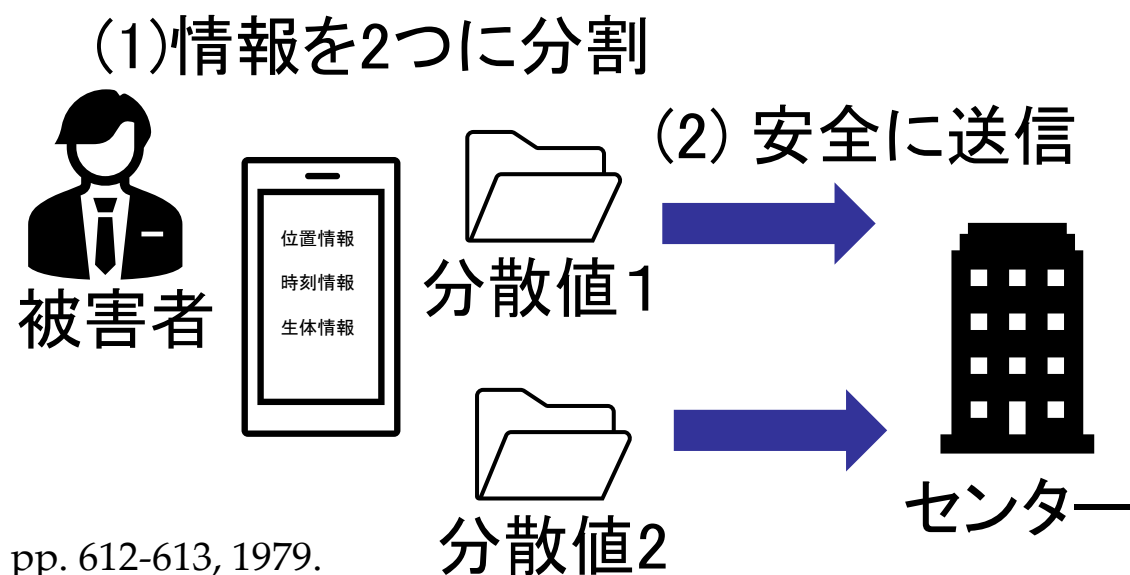 (1)情報を2つに分割
(2) 安全に送信
位置情報
時刻情報
生体情報
被害者
分散値１
分散値2
センター
pp. 612-613, 1979.